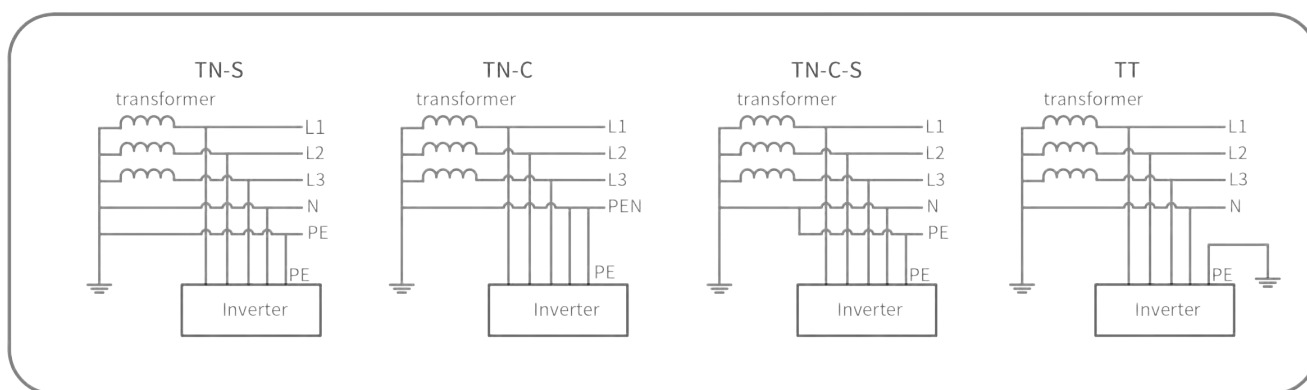 TN-S
transformer
L1
L2
L3
N
PE
PE
Inverter
TN-C
transformer
L1
L2
L3
PEN
PE
Inverter
TN-C-S
transformer
L1
L2
L3
N
PE
PE
Inverter
TT
transformer
L1
L2
L3
N
PE
Inverter